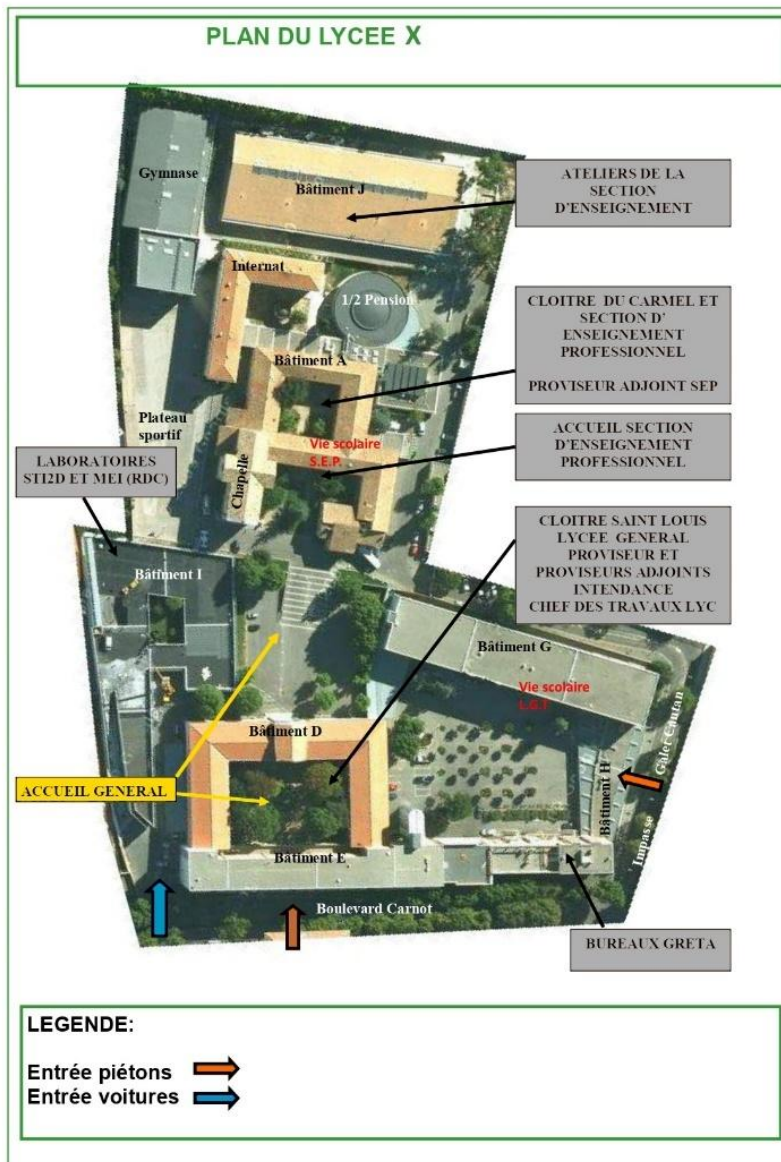 PLAN DU LYCEE X
Gymnase
Bâtiment J
ATELIERS DE LA
SECTION
D'ENSEIGNEMENT
Internat
1/2 Pension
CLOITRE DU CARMEL ET
SECTION D'
ENSEIGNEMENT
PROFESSIONNEL
PROVISEUR ADJOINT SEP
Bâtiment A
Plateau
sportif
Vie scolaire
S.E.P.
ACCUEIL SECTION
D'ENSEIGNEMENT
PROFESSIONNEL
Chapelle
LABORATOIRES
STI2D ET MEI (RDC)
CLOITRE SAINT LOUIS
LYCEE GENERAL
PROVISEUR ET
PROVISEURS ADJOINTS
INTENDANCE
CHEF DES TRAVAUX LYC
Bâtiment I
Bâtiment G
Vie scolaire
L.G.T
Bâtiment D
ACCUEIL GENERAL
Bâtiment H
Impasse Galet Cautan
Bâtiment E
Boulevard Carnot
BUREAUX GRETA
LEGENDE:
Entrée piétons
Entrée voitures